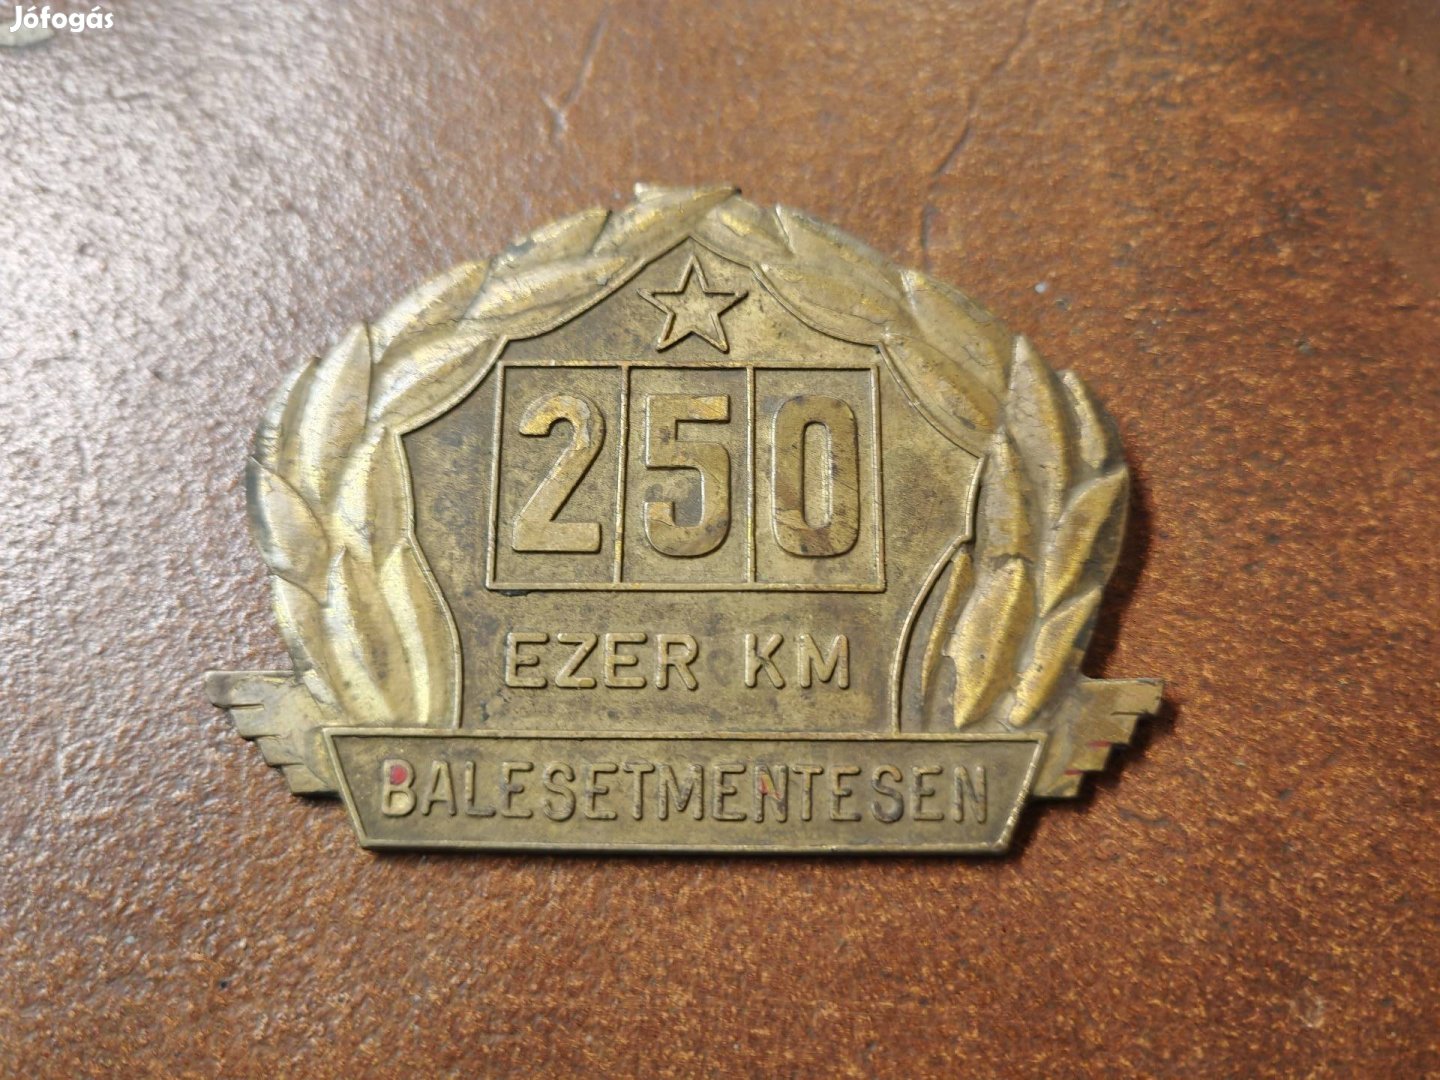 Jófogás
250
EZER KM
BALESETMENTESEN